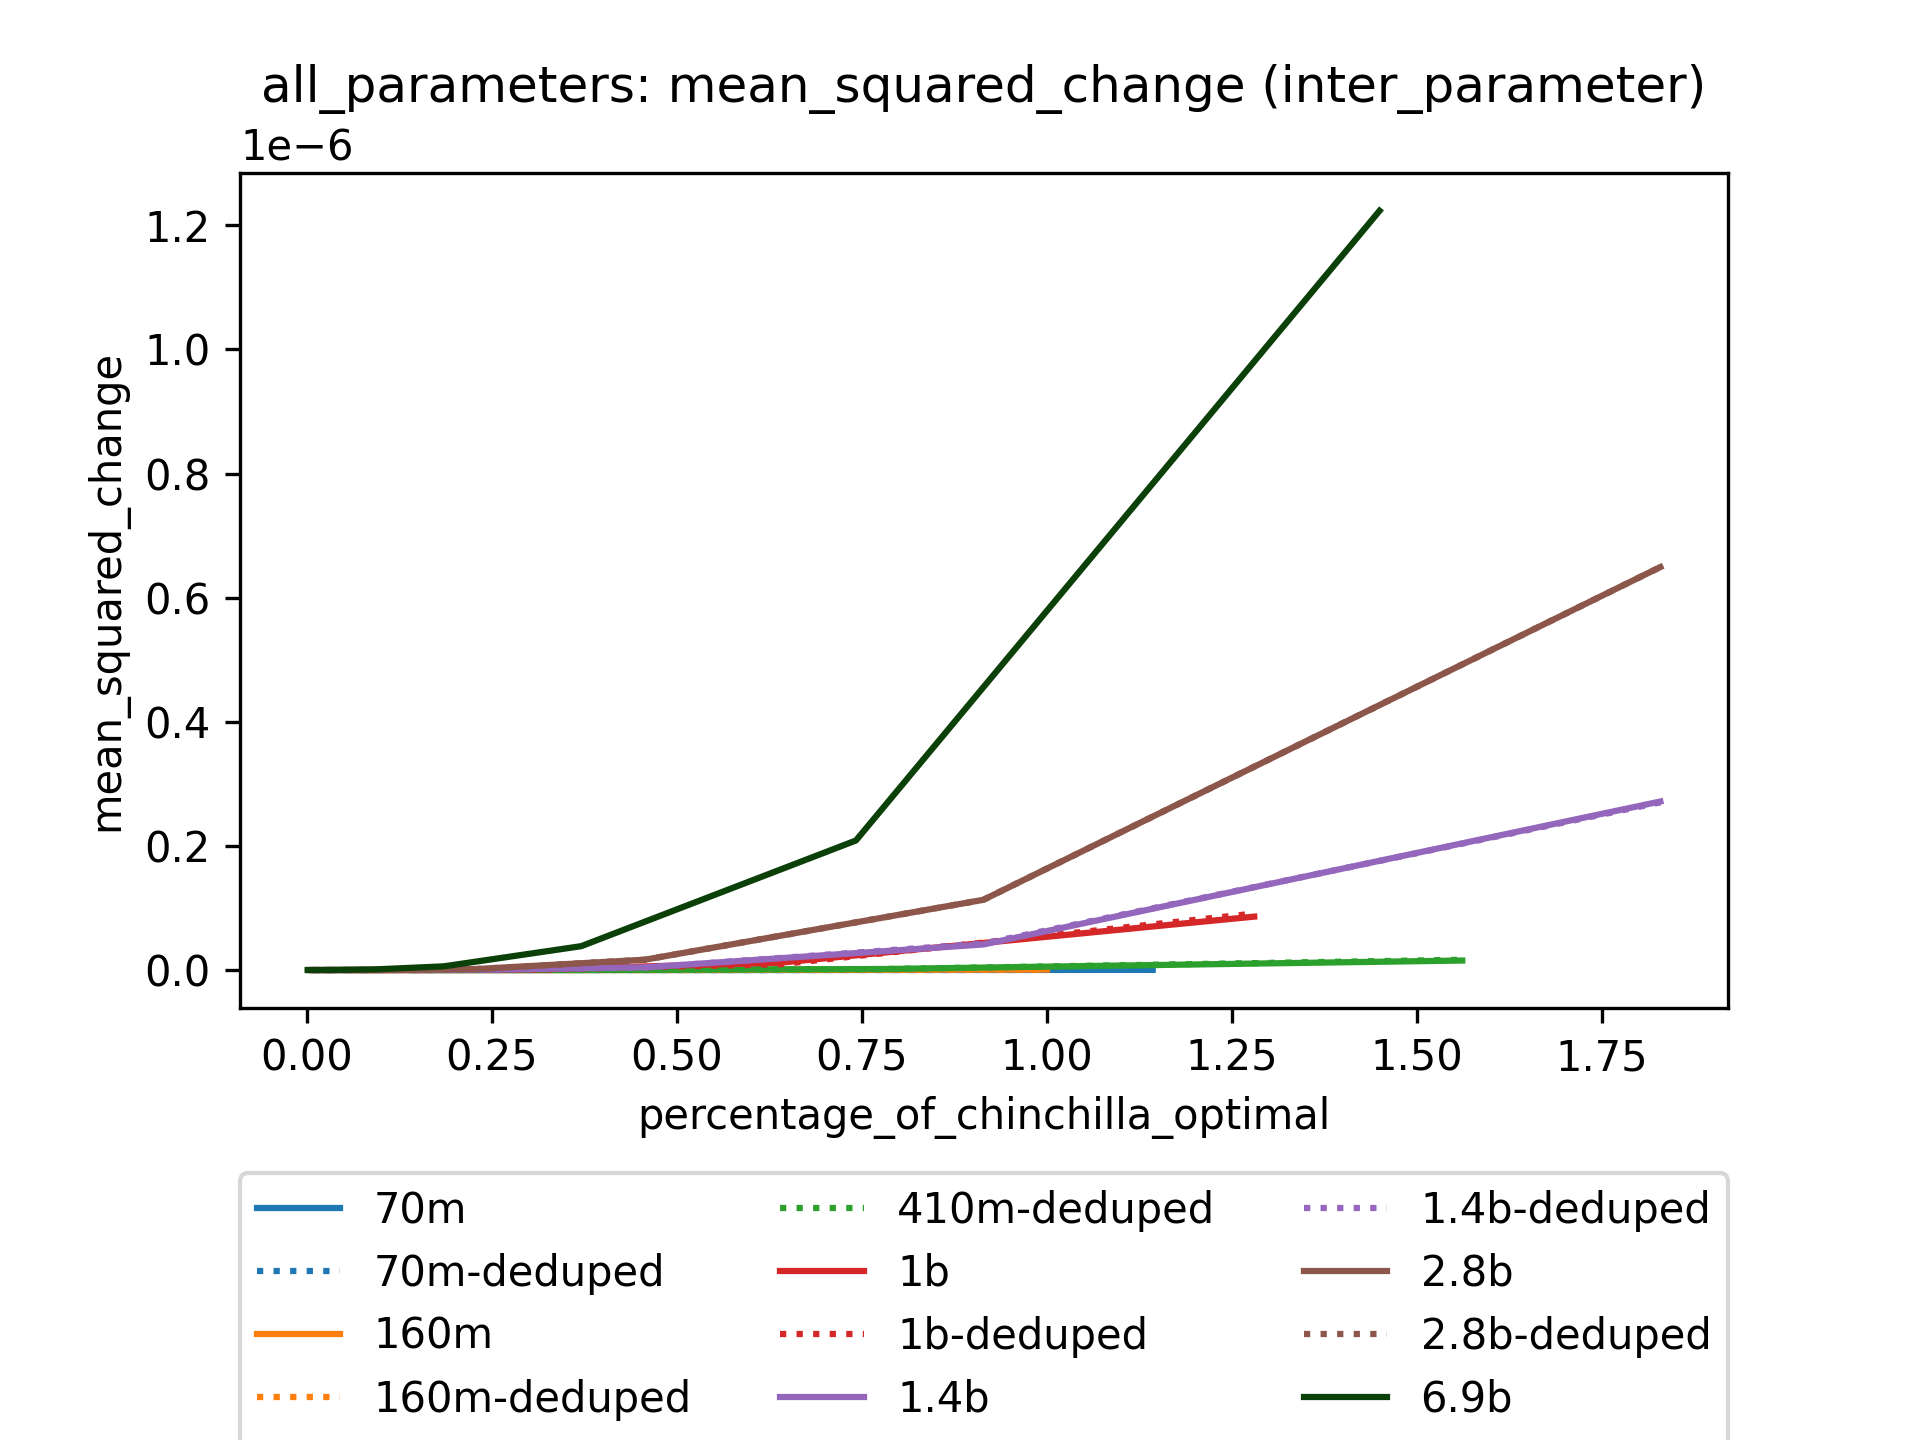 all_parameters: mean_squared_change (inter_parameter)
1e−6
1.2
1.0
0.8
0.6
0.4
0.2
0.0
mean_squared_change
0.00 0.25 0.50 0.75 1.00 1.25 1.50 1.75
percentage_of_chinchilla_optimal
70m
70m-deduped
160m
160m-deduped
410m-deduped
1b
1b-deduped
1.4b
1.4b-deduped
2.8b
2.8b-deduped
6.9b